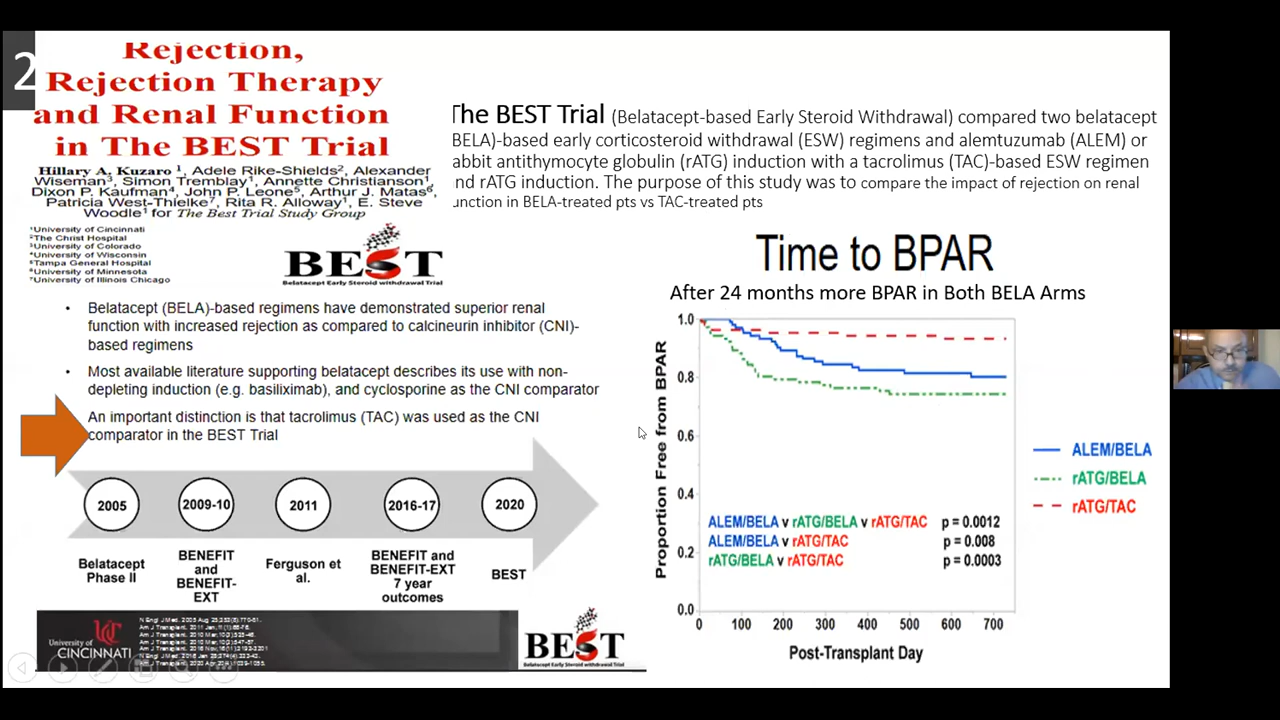 2
Rejection,
Rejection Therapy
and Renal Function
in The BEST Trial
Hillary A. Kuzaro ¹, Adele Rike-Shields², Alexander
Wiseman³, Simon Tremblay¹, Annette Christianson¹,
Dixon P. Kaufman⁴, John P. Leone⁵, Arthur J. Matas⁶,
Patricia West-Thielke⁷, Rita R. Alloway¹, E. Steve
Woodle¹ for The Best Trial Study Group
¹University of Cincinnati
²The Christ Hospital
³University of Colorado
⁴University of Wisconsin
⁵Tampa General Hospital
⁶University of Minnesota
⁷University of Illinois Chicago
BEST
Belatacept Early Steroid withdrawal Trial
• Belatacept (BELA)-based regimens have demonstrated superior renal
function with increased rejection as compared to calcineurin inhibitor (CNI)-
based regimens
• Most available literature supporting belatacept describes its use with non-
depleting induction (e.g. basiliximab), and cyclosporine as the CNI comparator
An important distinction is that tacrolimus (TAC) was used as the CNI
comparator in the BEST Trial
2005
2009-10
2011
2016-17
2020
Belatacept
Phase II
BENEFIT
and
BENEFIT-
EXT
Ferguson et
al.
BENEFIT and
BENEFIT-EXT
7 year
outcomes
BEST
University of
CINCINNATI
BEST
Belatacept Early Steroid withdrawal Trial
The BEST Trial (Belatacept-based Early Steroid Withdrawal) compared two belatacept
BELA)-based early corticosteroid withdrawal (ESW) regimens and alemtuzumab (ALEM) or
abbit antithymocyte globulin (rATG) induction with a tacrolimus (TAC)-based ESW regimen
nd rATG induction. The purpose of this study was to compare the impact of rejection on renal
unction in BELA-treated pts vs TAC-treated pts
Time to BPAR
After 24 months more BPAR in Both BELA Arms
Proportion Free from BPAR
1.0
0.8
0.6
0.4
0.2
0.0
ALEM/BELA v rATG/BELA v rATG/TAC p = 0.0012
ALEM/BELA v rATG/TAC p = 0.008
rATG/BELA v rATG/TAC p = 0.0003
0 100 200 300 400 500 600 700
Post-Transplant Day
ALEM/BELA
rATG/BELA
rATG/TAC